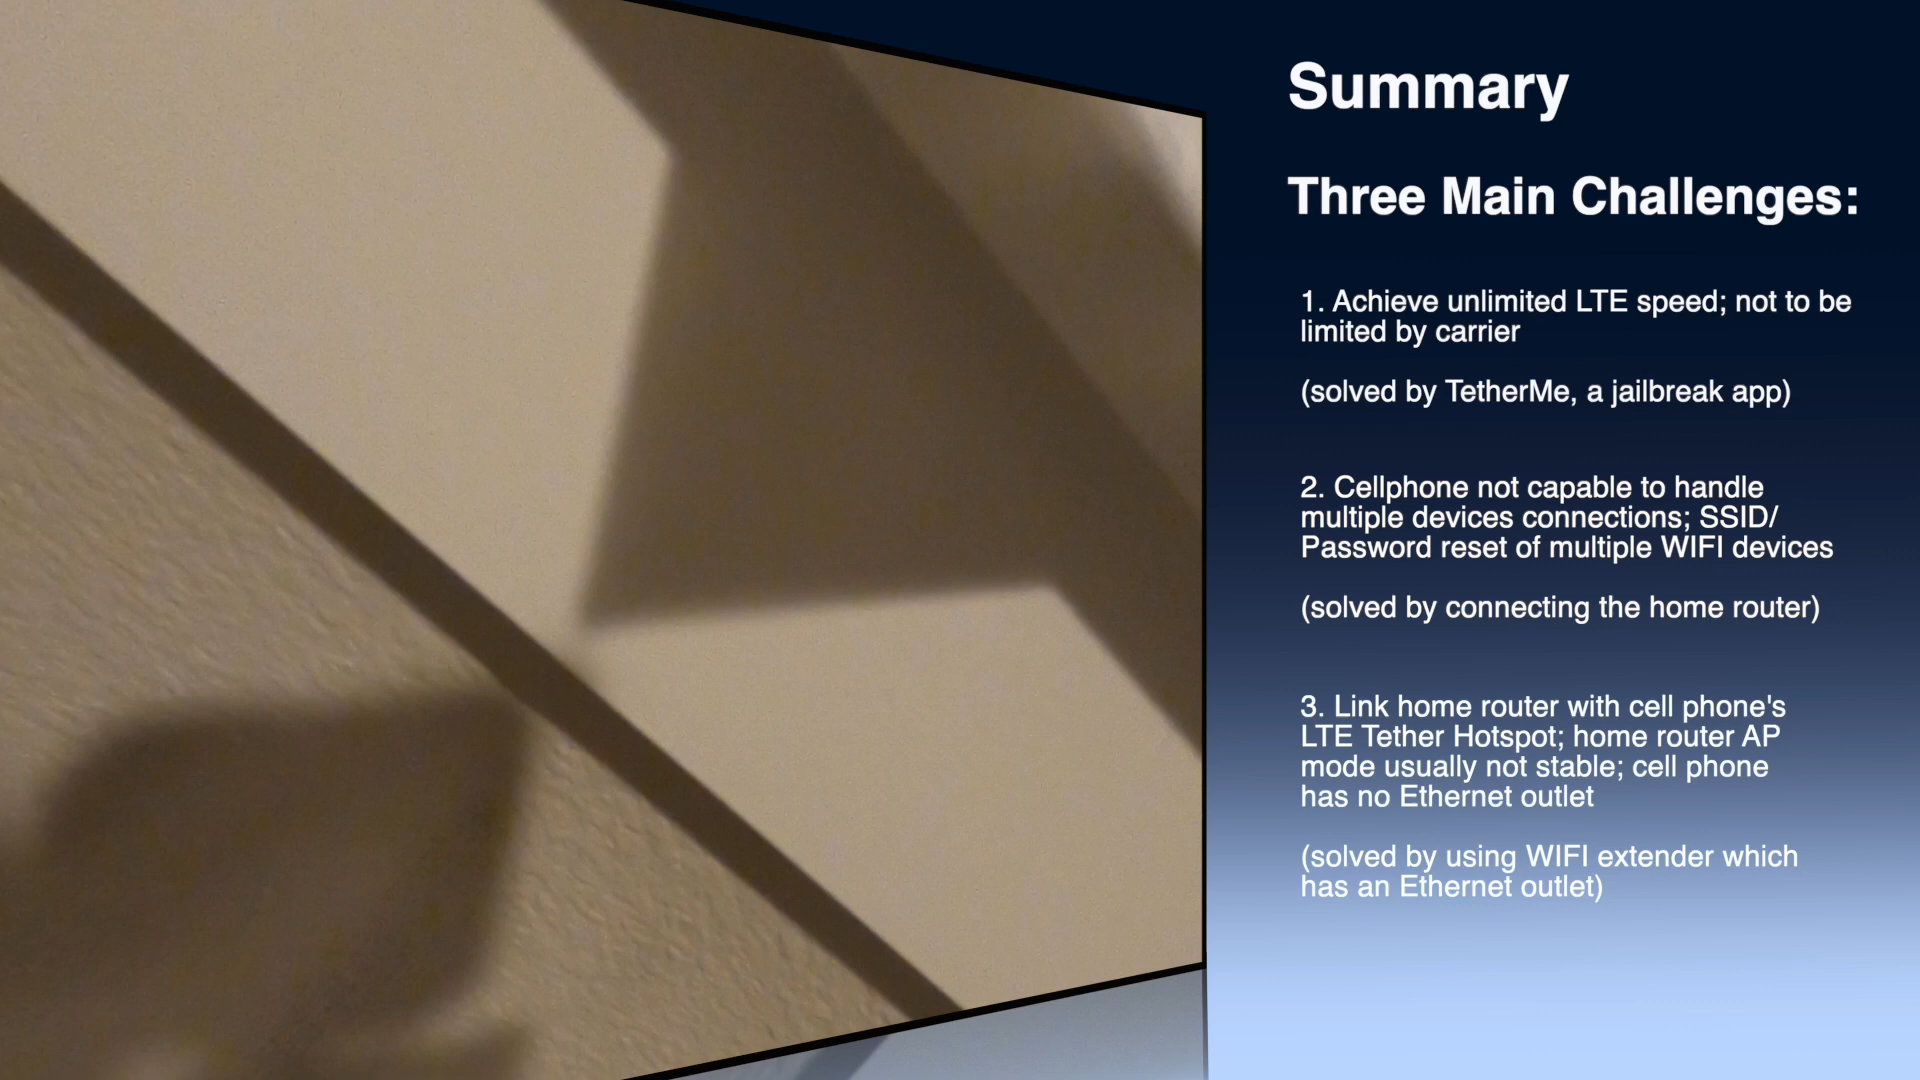 Summary
Three Main Challenges:
1. Achieve unlimited LTE speed; not to be
limited by carrier
(solved by TetherMe, a jailbreak app)
2. Cellphone not capable to handle
multiple devices connections; SSID/
Password reset of multiple WIFI devices
(solved by connecting the home router)
3. Link home router with cell phone's
LTE Tether Hotspot; home router AP
mode usually not stable; cell phone
has no Ethernet outlet
(solved by using WIFI extender which
has an Ethernet outlet)